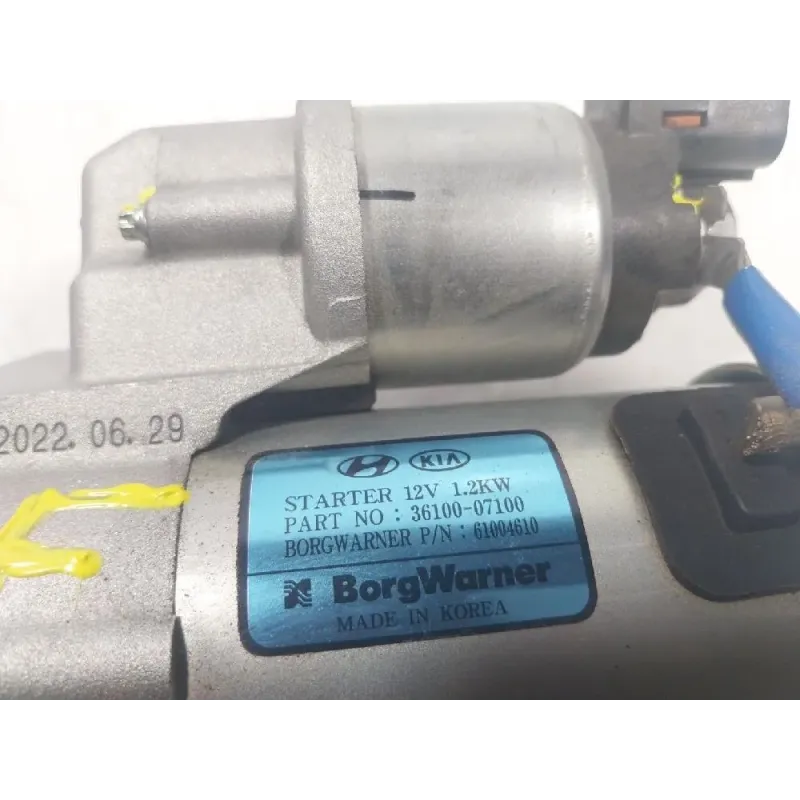 2022.06.29
KIA
STARTER 12V 1.2KW
PART NO : 36100-07100
BORGWARNER P/N : 61004610
BorgWarner
MADE IN KOREA